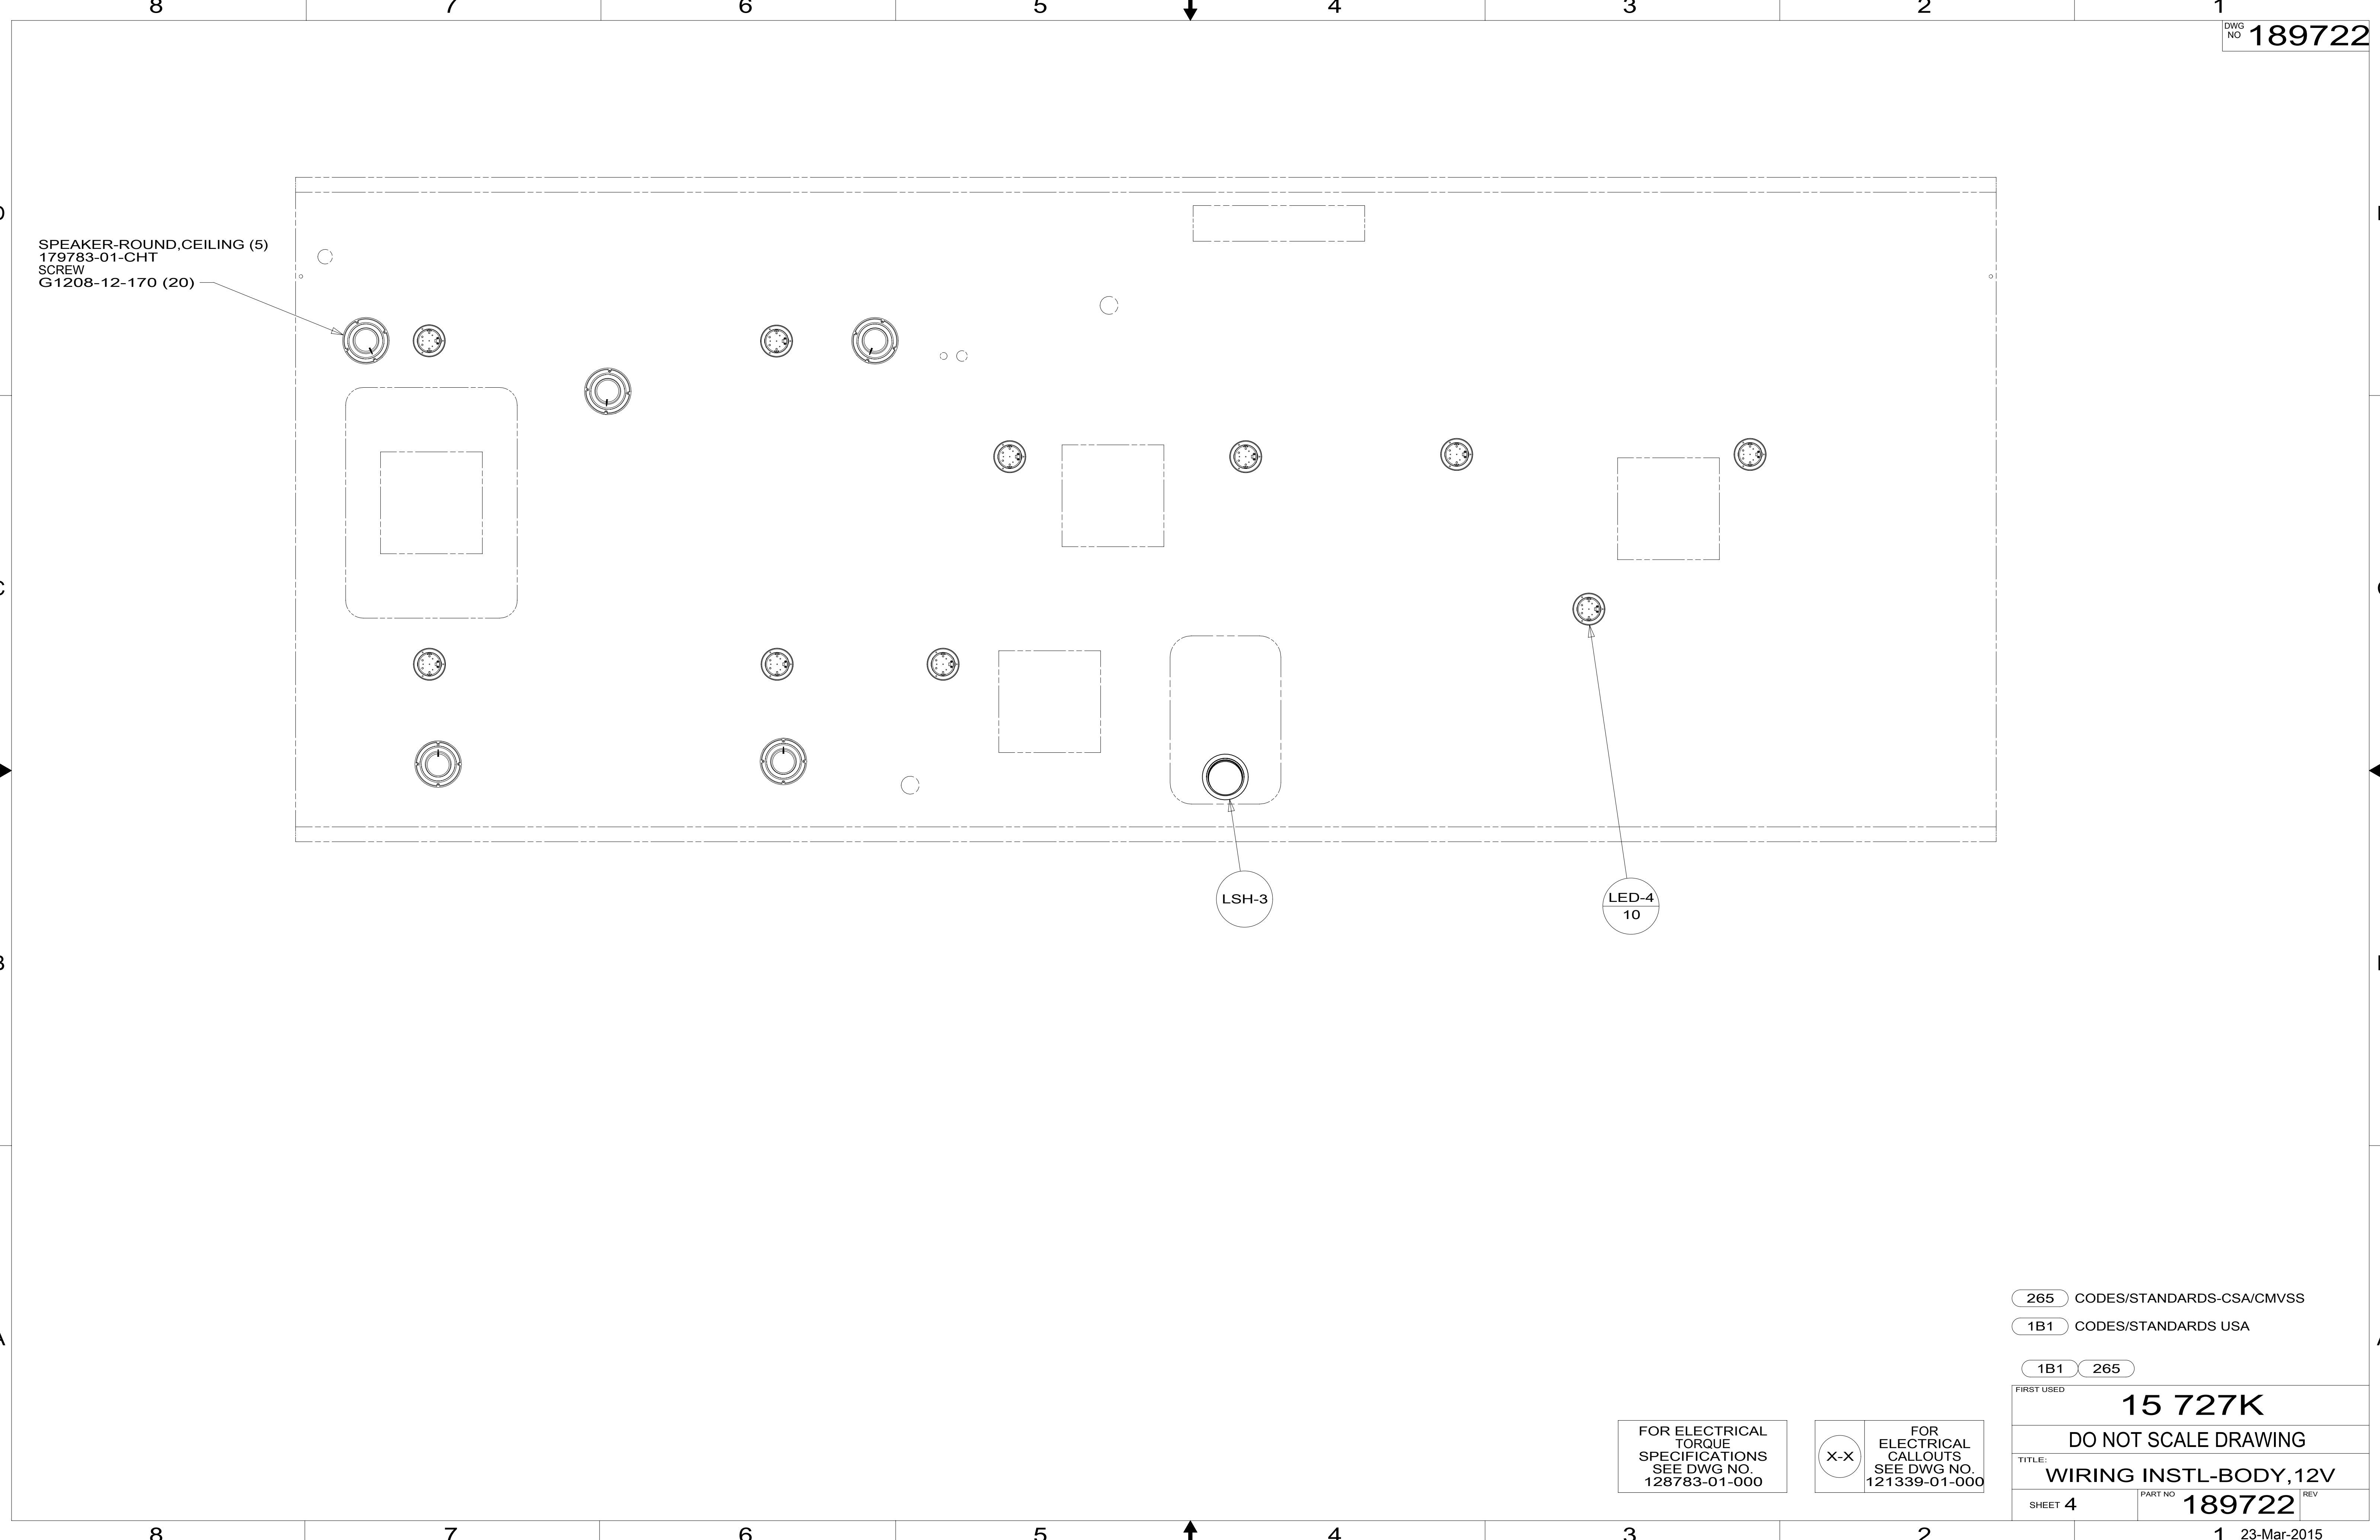 8 7 6 5 4 3 2 1
DWG NO 189722
D
SPEAKER-ROUND,CEILING (5)
179783-01-CHT
SCREW
G1208-12-170 (20)
C C
LSH-3
LED-4
10
B
265 CODES/STANDARDS-CSA/CMVSS
1B1 CODES/STANDARDS USA
A A
1B1 265
FIRST USED
15 727K
DO NOT SCALE DRAWING
TITLE:
WIRING INSTL-BODY,12V
SHEET 4
PART NO 189722
REV
FOR ELECTRICAL
TORQUE
SPECIFICATIONS
SEE DWG NO.
128783-01-000
X-X
FOR
ELECTRICAL
CALLOUTS
SEE DWG NO.
121339-01-000
8 7 6 5 4 3 2 1
23-Mar-2015